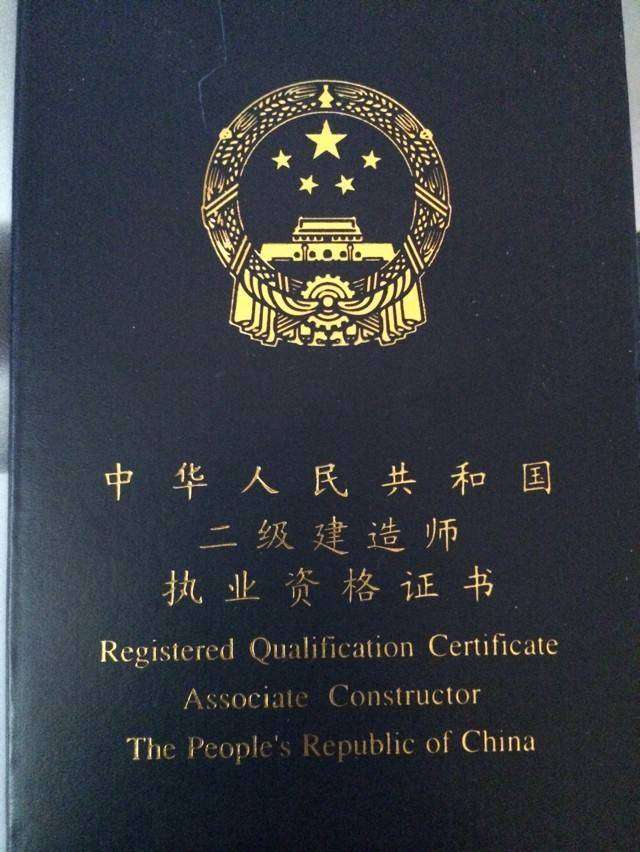 中华人民共和国
二级建造师
执业资格证书
Registered Qualification Certificate
Associate Constructor
The People's Republic of China